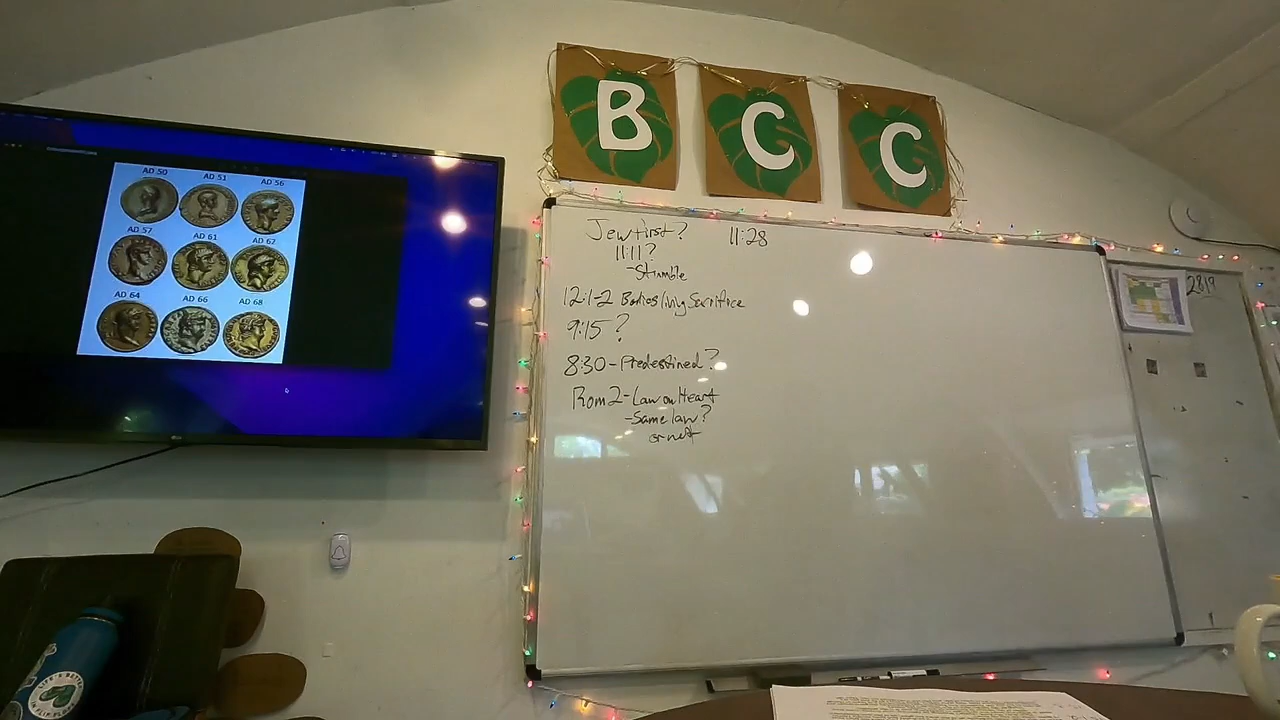 AD 50 AD 51 AD 56
AD 57 AD 61 AD 62
AD 64 AD 66 AD 68
B C C
Jew first? 11:28
11:11?
-Stumble
12:1-2 Bodies living Sacrifice
9:15?
8:30-Predestined?
Rom 2-Law on Heart
-Same law?
or not
2819